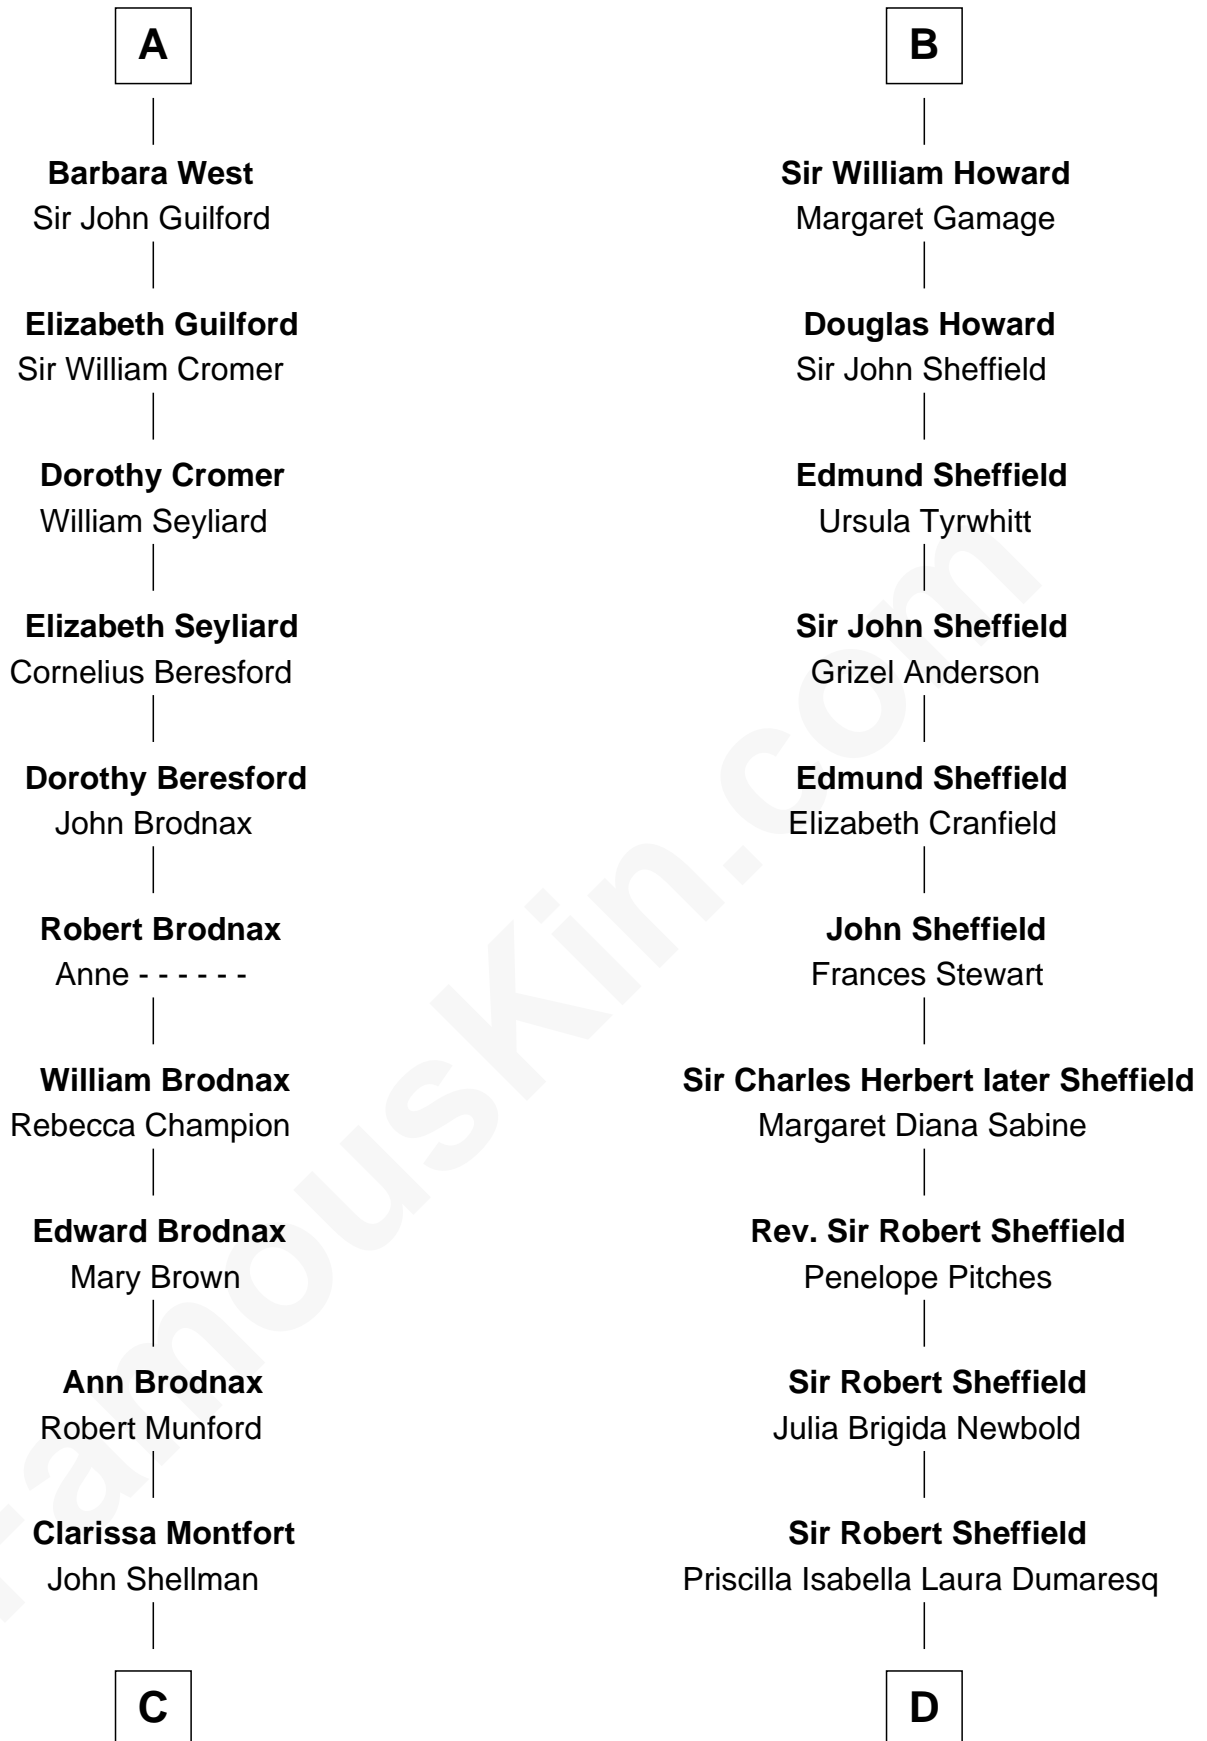 A
Barbara West
Sir John Guilford
Elizabeth Guilford
Sir William Cromer
Dorothy Cromer
William Seyliard
Elizabeth Seyliard
Cornelius Beresford
Dorothy Beresford
John Brodnax
Robert Brodnax
Anne - - - - - -
William Brodnax
Rebecca Champion
Edward Brodnax
Mary Brown
Ann Brodnax
Robert Munford
Clarissa Montfort
John Shellman
C
B
Sir William Howard
Margaret Gamage
Douglas Howard
Sir John Sheffield
Edmund Sheffield
Ursula Tyrwhitt
Sir John Sheffield
Grizel Anderson
Edmund Sheffield
Elizabeth Cranfield
John Sheffield
Frances Stewart
Sir Charles Herbert later Sheffield
Margaret Diana Sabine
Rev. Sir Robert Sheffield
Penelope Pitches
Sir Robert Sheffield
Julia Brigida Newbold
Sir Robert Sheffield
Priscilla Isabella Laura Dumaresq
D
FamousKin.com